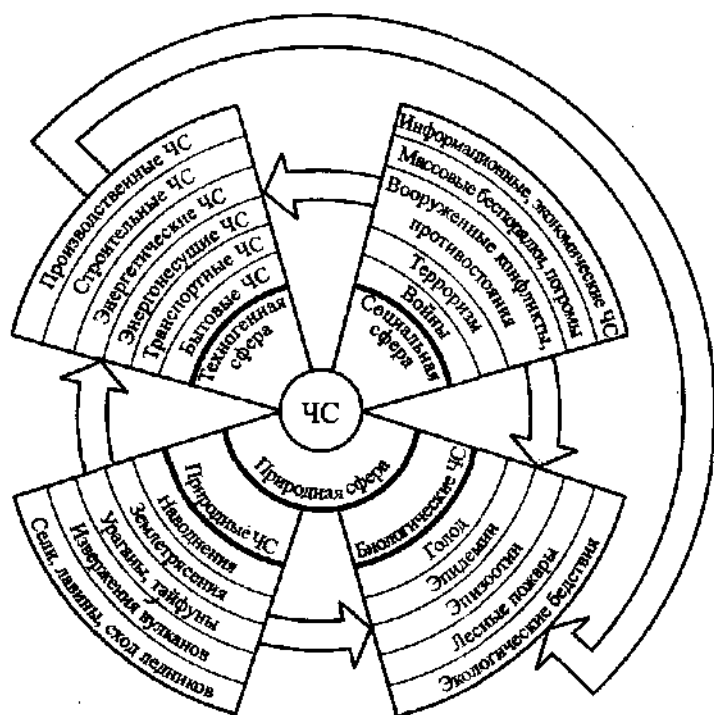 Производственные ЧС
Строительные ЧС
Энергетические ЧС
Энергонесущие ЧС
Транспортные ЧС
Бытовые ЧС
Техногенная
сфера
Информационные, экономические ЧС
Массовые беспорядки, погромы
Вооруженные конфликты,
противостояния
Терроризм
Войны
Социальная
сфера
ЧС
Природная сфера
Природные ЧС
Наводнения
Землетрясения
Ураганы, тайфуны
Извержения вулканов
Сели, лавины, сход ледников
Биологические ЧС
Голод
Эпидемии
Эпизоотии
Лесные пожары
Экологические бедствия